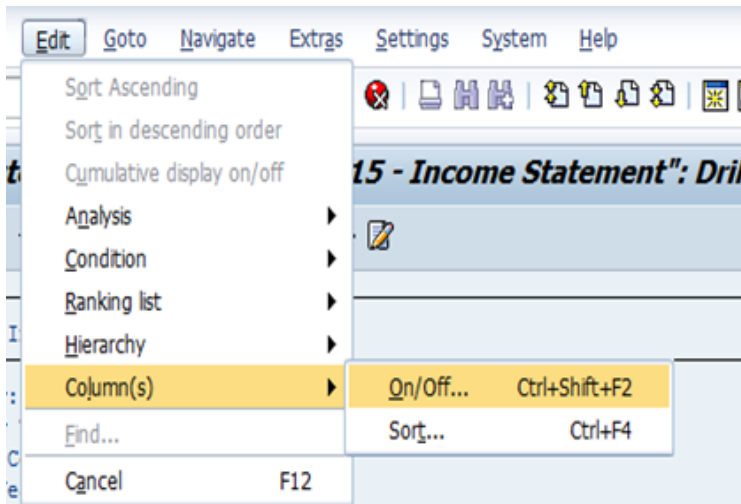 Edit Goto Navigate Extras Settings System Help
Sort Ascending
Sort in descending order
Cumulative display on/off
15 - Income Statement": Dril
Analysis
Condition
Ranking list
Hierarchy
Column(s)
On/Off... Ctrl+Shift+F2
Find...
Sort... Ctrl+F4
Cancel F12